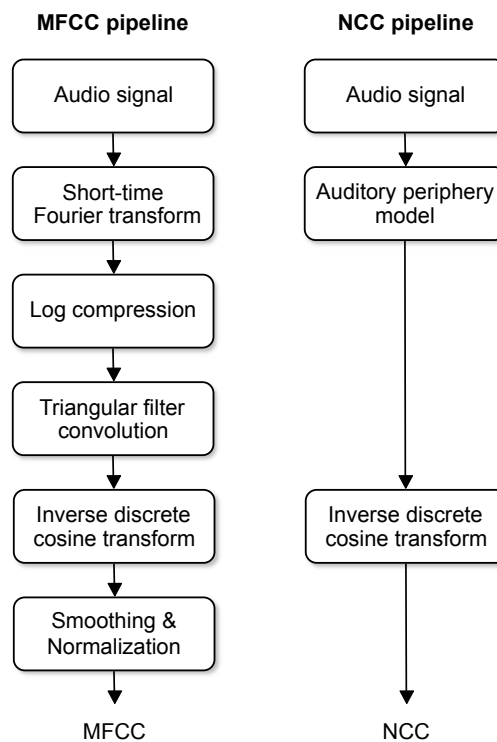 MFCC pipeline
Audio signal
Short-time
Fourier transform
Log compression
Triangular filter
convolution
Inverse discrete
cosine transform
Smoothing &
Normalization
MFCC
NCC pipeline
Audio signal
Auditory periphery
model
Inverse discrete
cosine transform
NCC